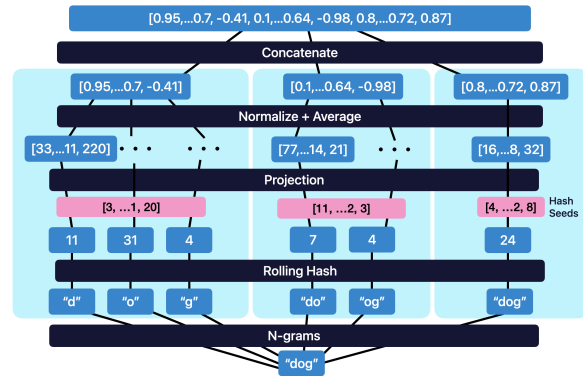 [0.95,...0.7, -0.41, 0.1,...0.64, -0.98, 0.8,...0.72, 0.87]
Concatenate
[0.95,...0.7, -0.41] [0.1,...0.64, -0.98] [0.8,...0.72, 0.87]
Normalize + Average
[33,...11, 220] • • • [77,...14, 21] • • • [16,...8, 32]
Projection
[3, ...1, 20] [11, ...2, 3] [4, ...2, 8] Hash
Seeds
11 31 4 7 4 24
Rolling Hash
“d” “o” “g” “do” “og” “dog”
N-grams
“dog”